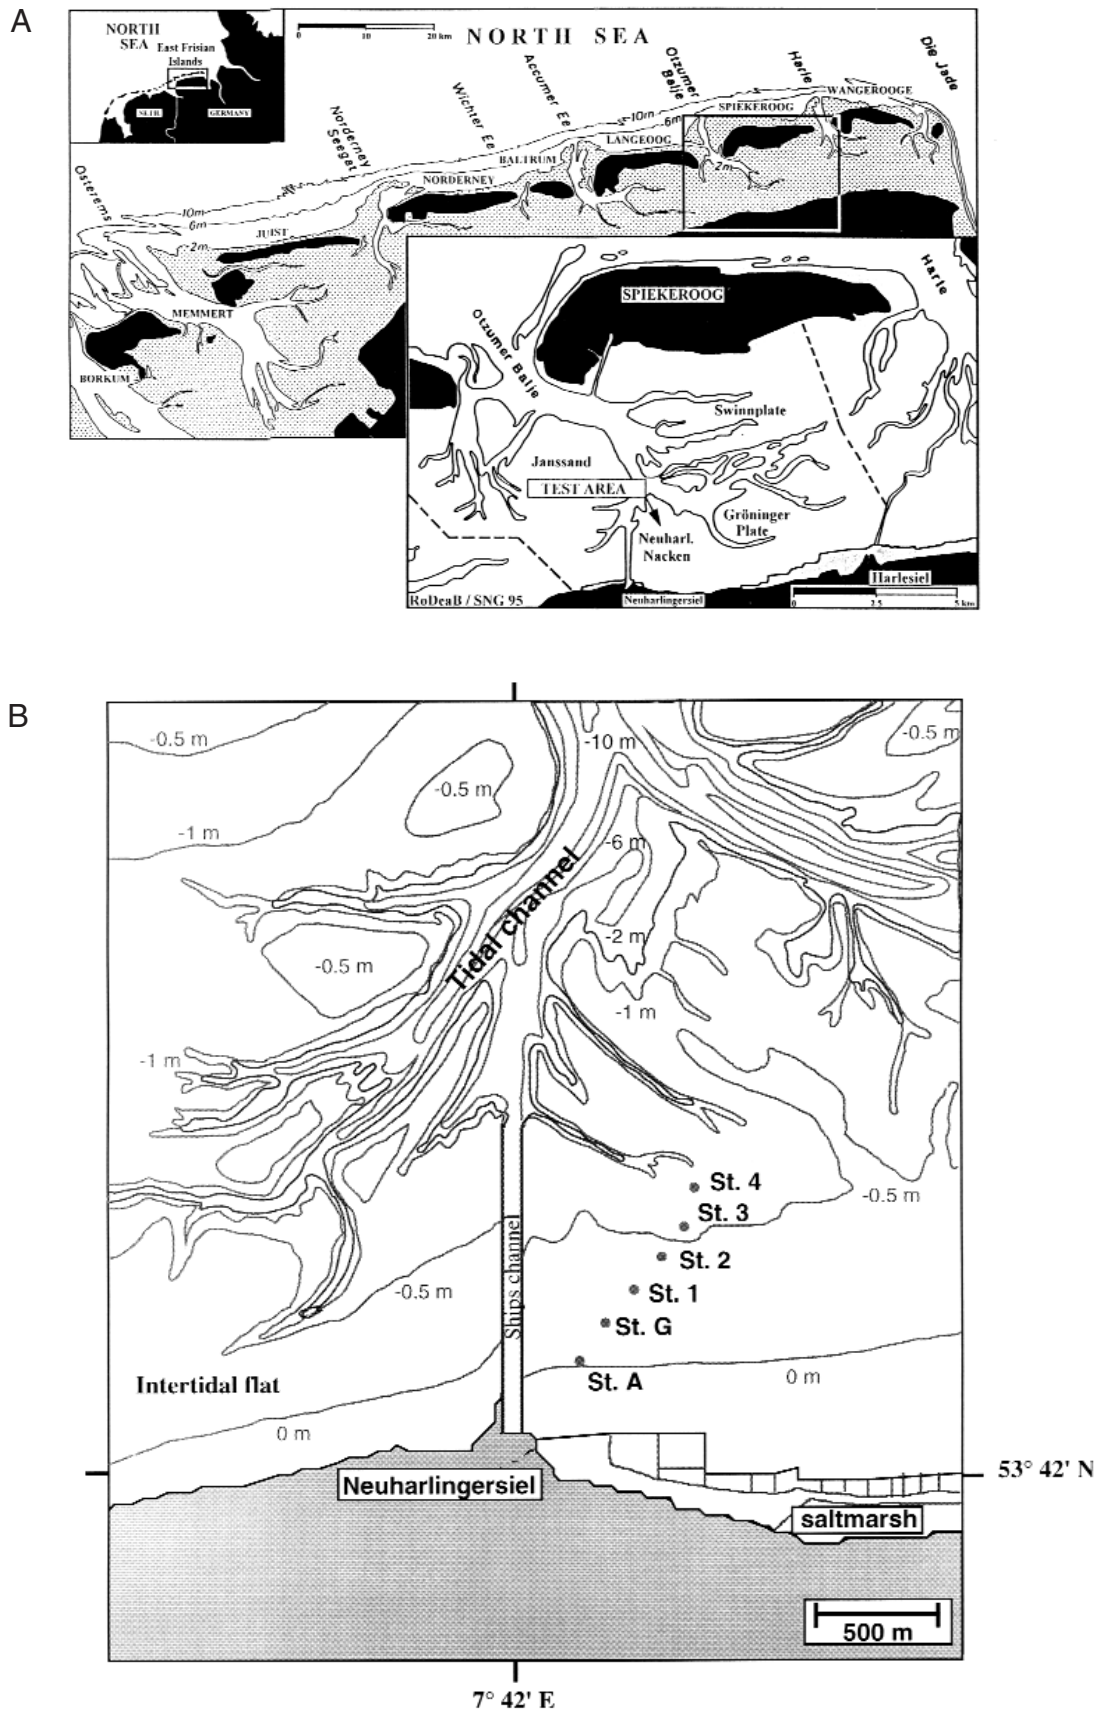 A
NORTH
SEA
East Frisian
Islands
NETH.
GERMANY
0
10
20 km
NORTH SEA
Osterems
Norderney
Seegat
Wichter Ee
Accumer Ee
Otzumer
Balje
Harle
Die Jade
10m
6m
2m
10m
6m
2m
WANGEROOGE
SPIEKEROOG
LANGEOOG
BALTRUM
NORDERNEY
JUIST
MEMMERT
BORKUM
SPIEKEROOG
Otzumer Balje
Harle
Swinnplate
Janssand
TEST AREA
Gröninger
Plate
Neuharl.
Nacken
Harlesiel
RoDeaB / SNG 95
Neuharlingersiel
0
2.5
5 km
B
-0.5 m
-10 m
-0.5 m
-0.5 m
-1 m
-6 m
Tidal channel
-2 m
-0.5 m
-1 m
-1 m
St. 4
-0.5 m
St. 3
St. 2
-0.5 m
St. 1
Ships channel
St. G
St. A
0 m
Intertidal flat
0 m
53° 42' N
Neuharlingersiel
saltmarsh
500 m
7° 42' E